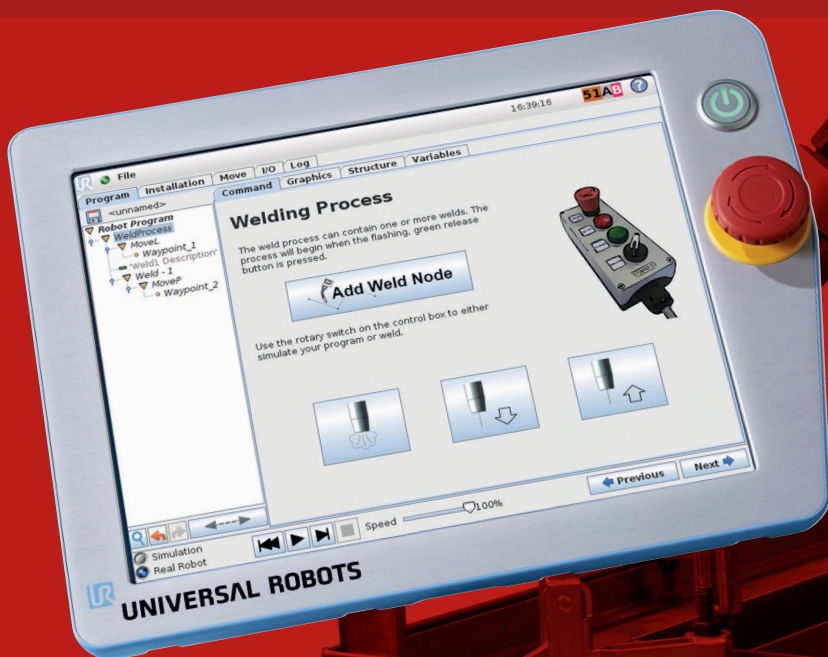 16:39:16
51AB
?
UR
File
Program
Installation
Move
I/O
Log
<unnamed>
Command
Graphics
Structure
Variables
Robot Program
WeldProcess
MoveL
Waypoint_1
'Weld1 Description'
Weld - 1
MoveP
Waypoint_2
Welding Process
The weld process can contain one or more welds. The
process will begin when the flashing, green release
button is pressed.
Add Weld Node
Use the rotary switch on the control box to either
simulate your program or weld.
Simulation
Real Robot
Speed
100%
Previous
Next
UR
UNIVERSAL ROBOTS